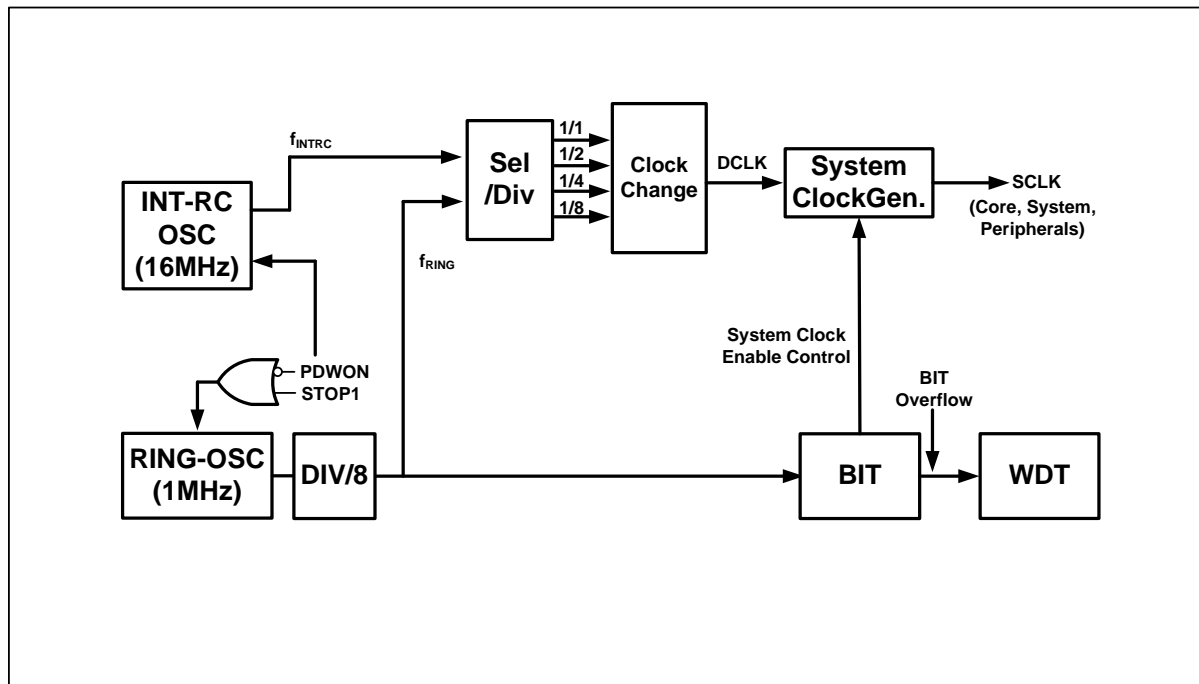 fINTRC
1/1
1/2
1/4
1/8
Sel
/Div
Clock
Change
DCLK
System
ClockGen.
SCLK
(Core, System,
Peripherals)
INT-RC
OSC
(16MHz)
fRING
PDWON
STOP1
System Clock
Enable Control
BIT
Overflow
RING-OSC
(1MHz)
DIV/8
BIT
WDT